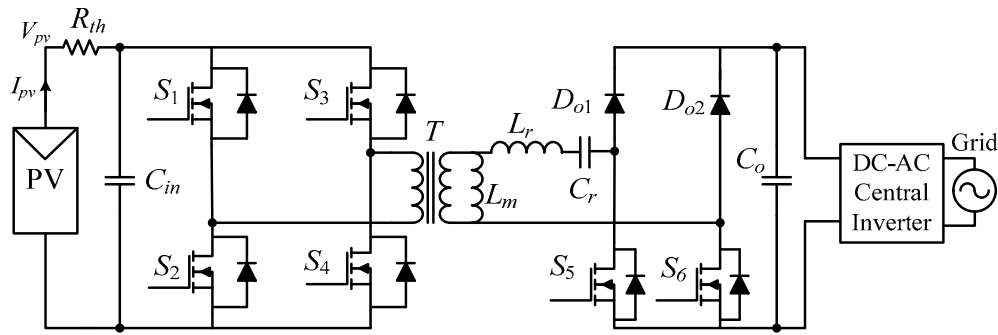 V_pv
R_th
I_pv
PV
C_in
S_1
S_3
S_2
S_4
T
L_m
L_r
C_r
D_o1
D_o2
S_5
S_6
C_o
DC-AC
Central
Inverter
Grid